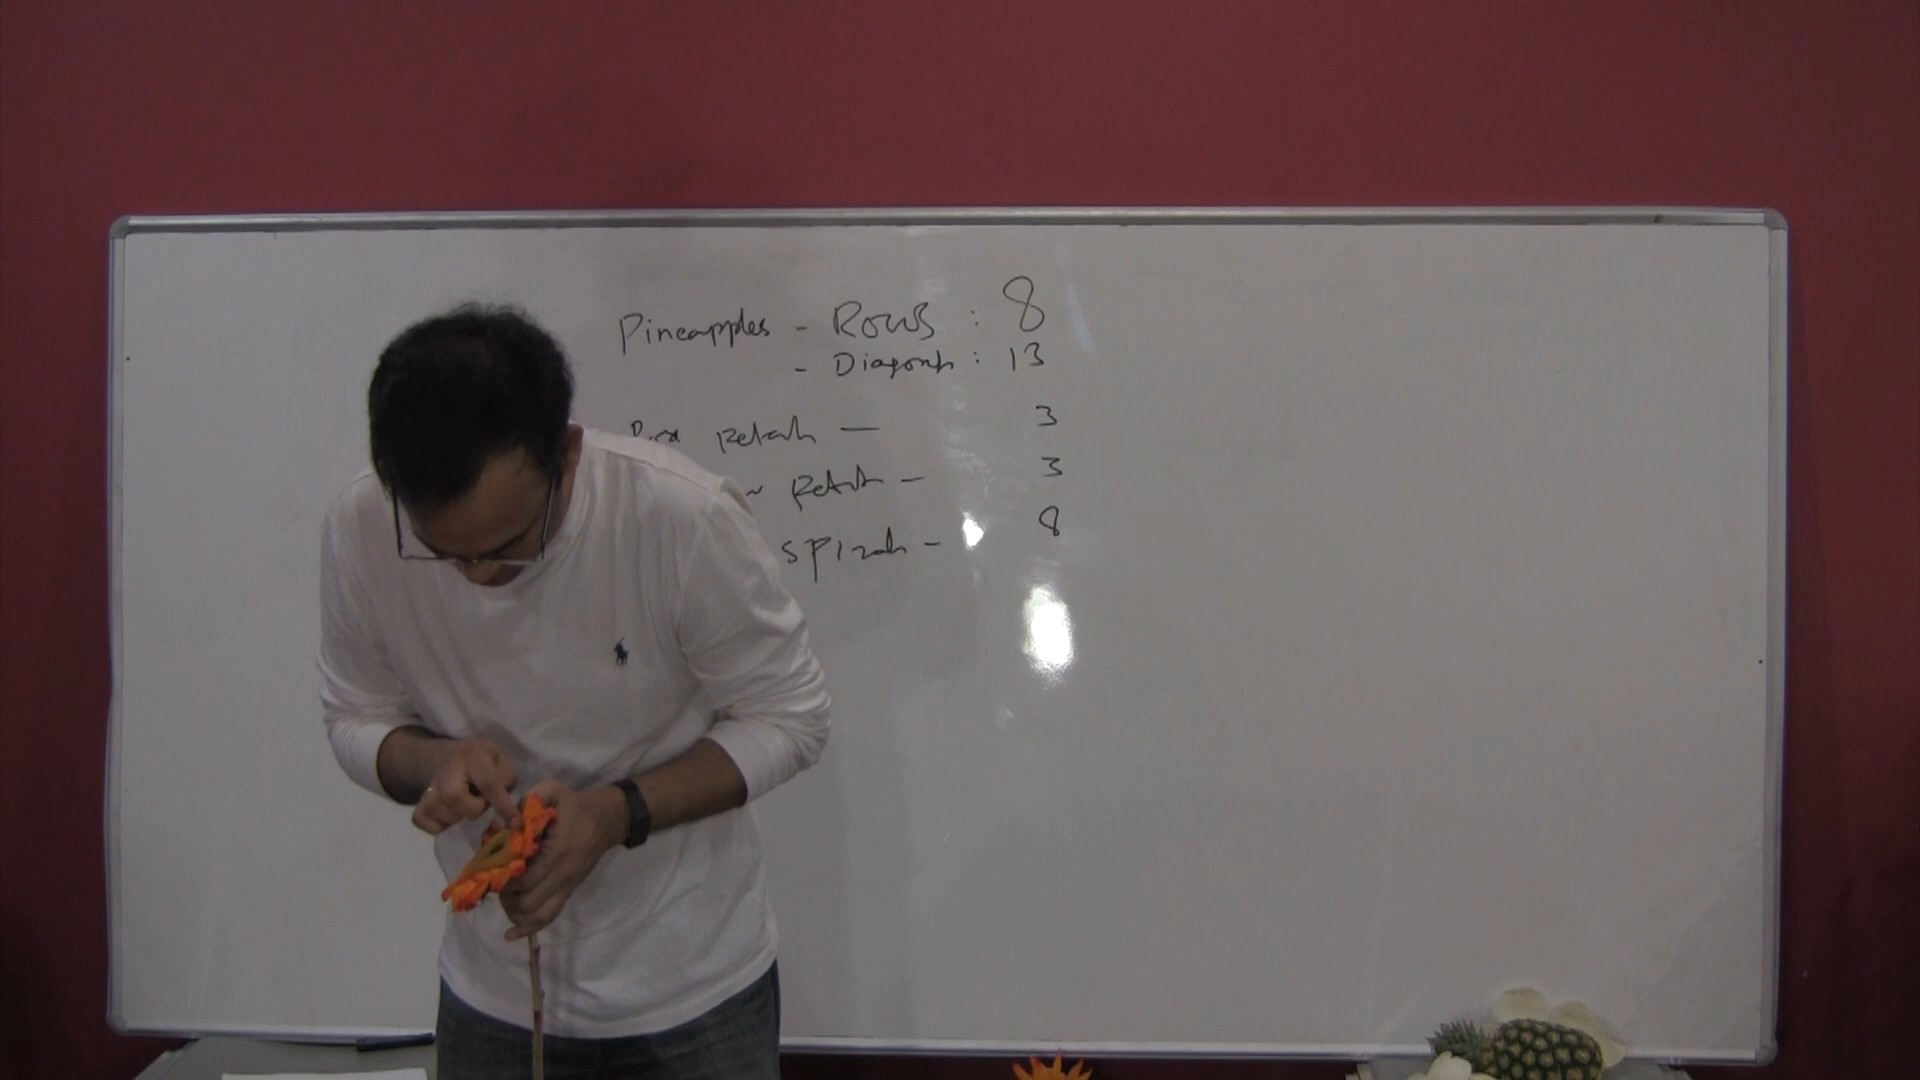 Pineapples - Rows : 8
- Diagonals : 13
Petals — 3
Petals — 3
Spirals — 8